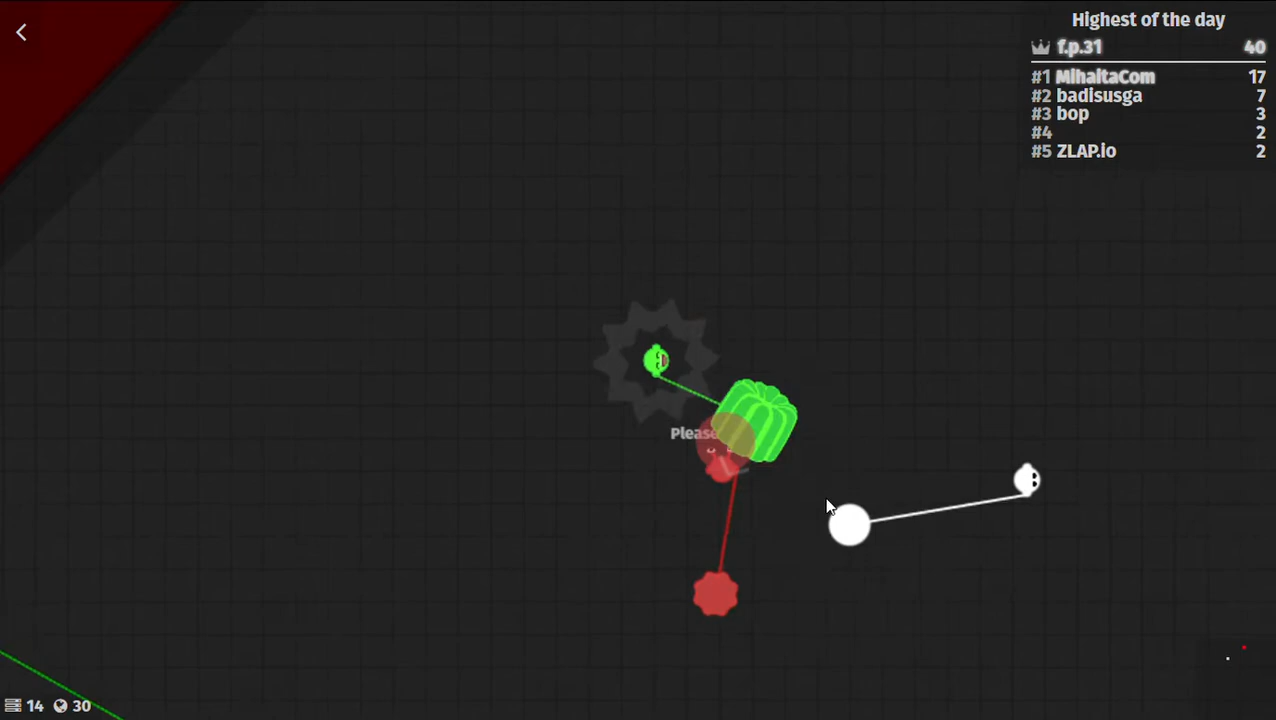 Highest of the day
f.p.31 40
#1 MihaitaCom 17
#2 badisusga 7
#3 bop 3
#4 2
#5 ZLAP.io 2
Please
14 30